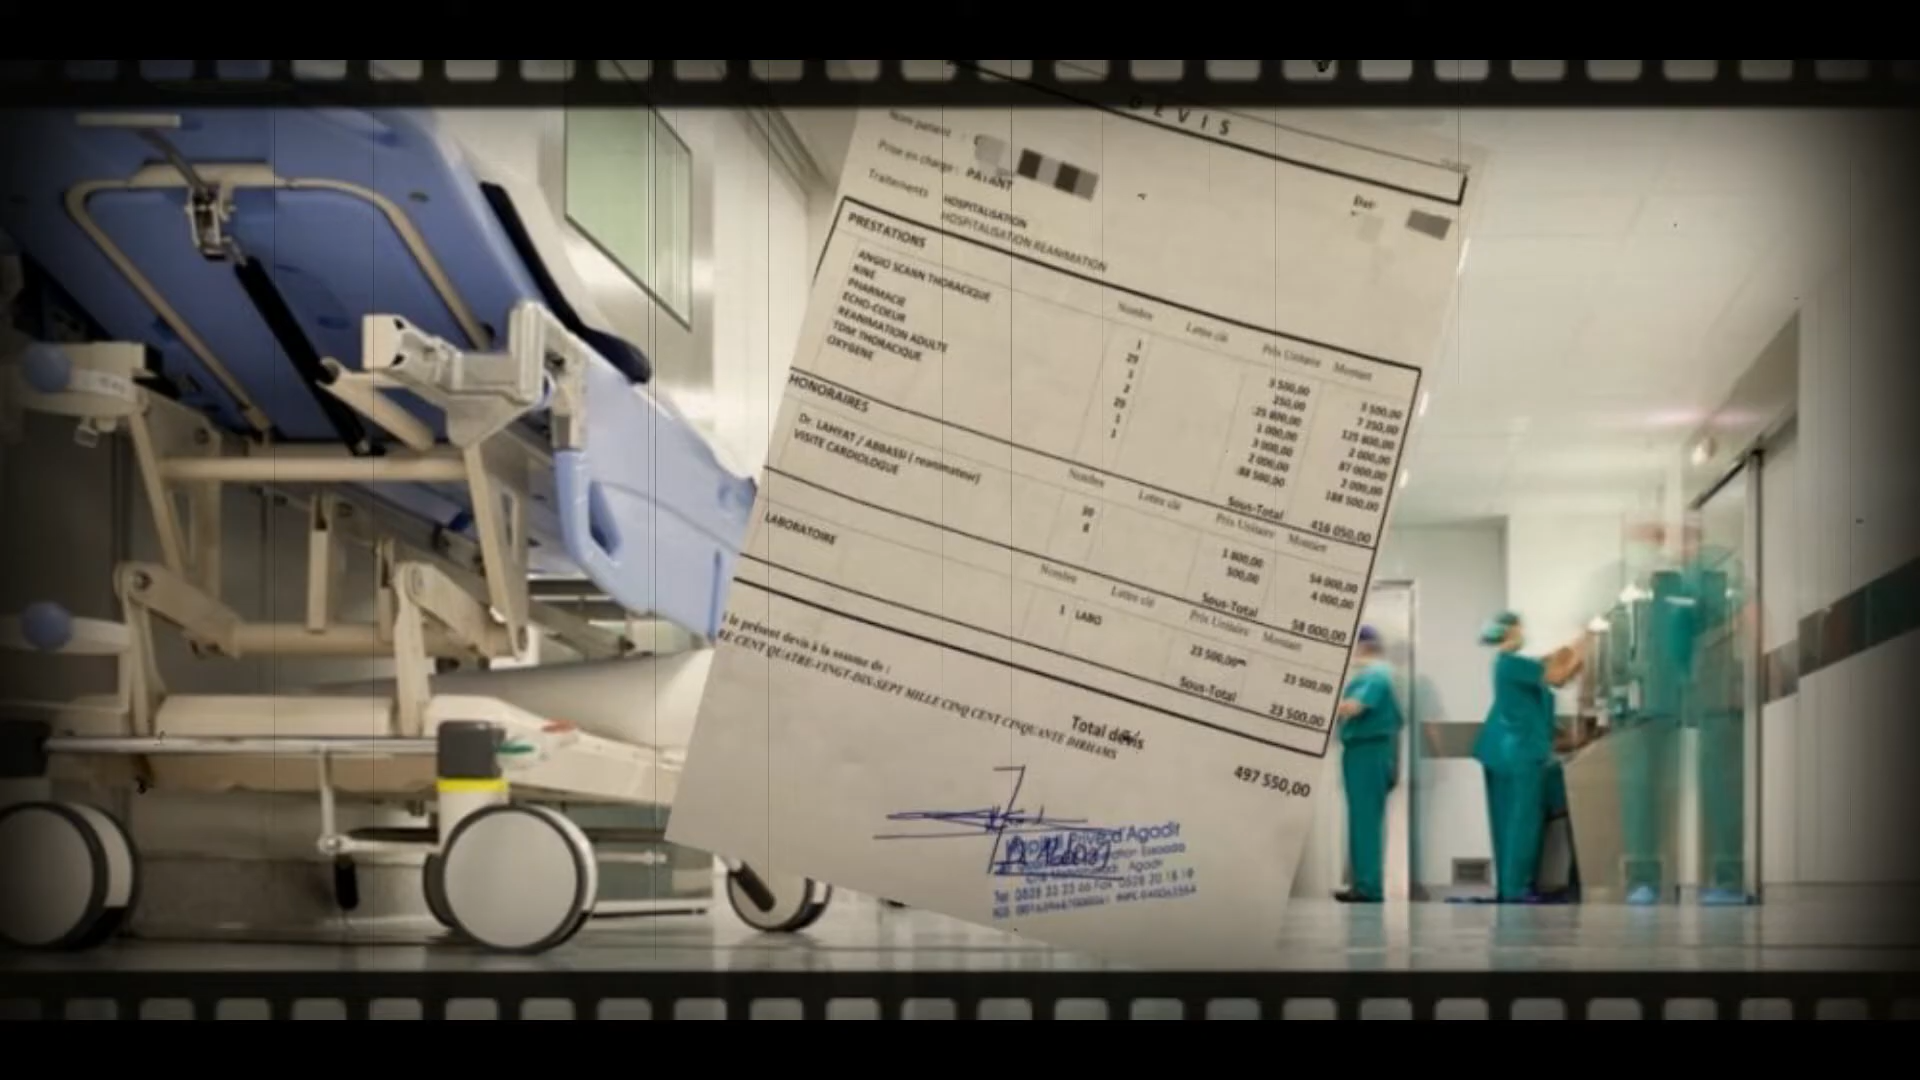 DEVIS
Nom patient :
Prise en charge : PAYANT
Traitements HOSPITALISATION
HOSPITALISATION REANIMATION
PRESTATIONS Nombre Lettre clé Prix Unitaire Montant
ANGIO SCANN THORACIQUE 1 3 500,00 3 500,00
KINE 29 250,00 7 250,00
PHARMACIE 1 125 800,00
ECHO-COEUR 2 1 000,00 2 000,00
REANIMATION ADULTE 29 3 000,00 87 000,00
TDM THORACIQUE 1 2 000,00 2 000,00
OXYGENE 1 188 500,00
Sous-Total 416 050,00
HONORAIRES Nombre Lettre clé Prix Unitaire Montant
Dr. LAHYAT / ABBASSI ( reanimateur) 30 1 800,00 54 000,00
VISITE CARDIOLOGUE 8 500,00 4 000,00
Sous-Total 58 000,00
LABORATOIRE Nombre Lettre clé Prix Unitaire Montant
1 LABO 23 500,00 23 500,00
Sous-Total 23 500,00
Total devis 497 550,00
le présent devis à la somme de :
RE CENT QUATRE-VINGT-DIX-SEPT MILLE CINQ CENT CINQUANTE DIRHAMS
Privé d'Agadir
Agadir
Tel 0528